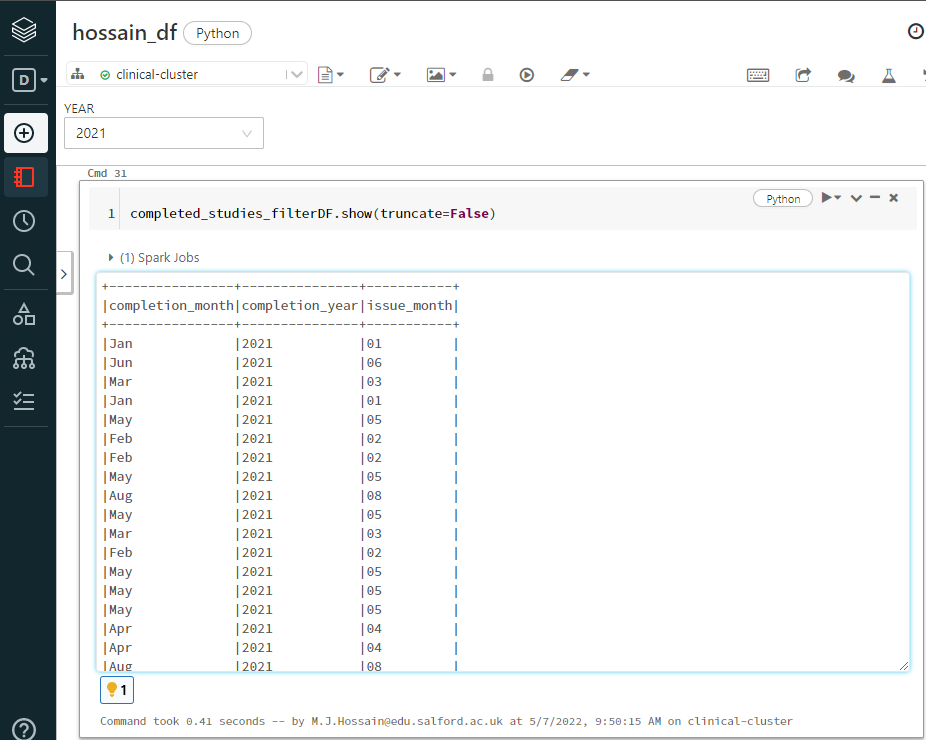 hossain_df Python
D
clinical-cluster
YEAR
2021
Cmd 31
Python
1 completed_studies_filterDF.show(truncate=False)
(1) Spark Jobs
+----------------+---------------+-----------+
|completion_month|completion_year|issue_month|
+----------------+---------------+-----------+
|Jan             |2021           |01         |
|Jun             |2021           |06         |
|Mar             |2021           |03         |
|Jan             |2021           |01         |
|May             |2021           |05         |
|Feb             |2021           |02         |
|Feb             |2021           |02         |
|May             |2021           |05         |
|Aug             |2021           |08         |
|May             |2021           |05         |
|Mar             |2021           |03         |
|Feb             |2021           |02         |
|May             |2021           |05         |
|May             |2021           |05         |
|May             |2021           |05         |
|Apr             |2021           |04         |
|Apr             |2021           |04         |
|Aug             |2021           |08         |
1
Command took 0.41 seconds -- by M.J.Hossain@edu.salford.ac.uk at 5/7/2022, 9:50:15 AM on clinical-cluster